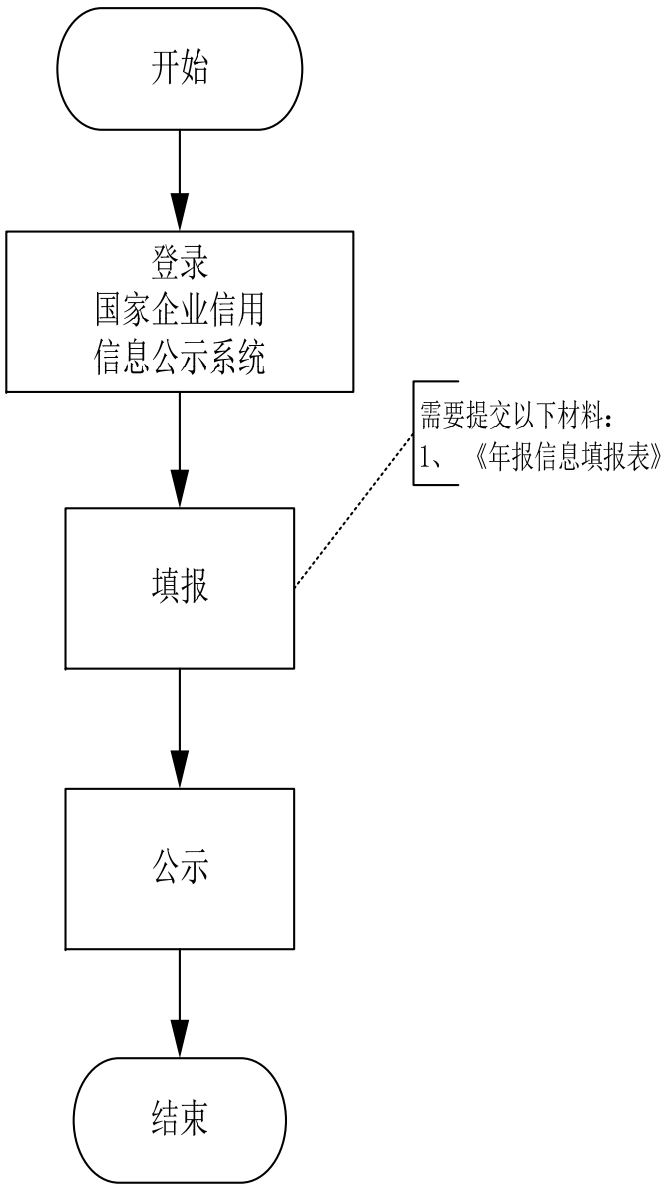 开始
登录
国家企业信用
信息公示系统
需要提交以下材料：
1、《年报信息填报表》
填报
公示
结束